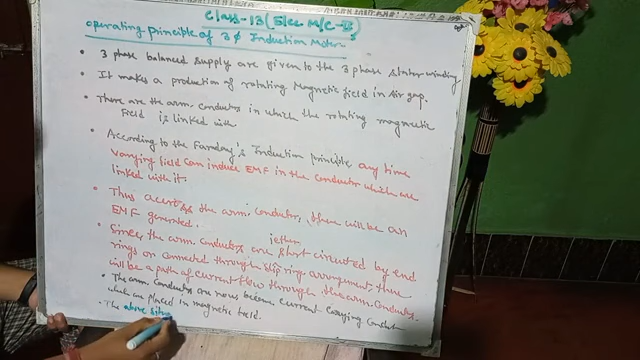 Class-13 (Elec M/C-II)
operating principle of 3φ Induction Motor
• 3 phase balanced supply are given to the 3 phase stator winding
• It makes a production of rotating Magnetic field in air gap.
• There are the arm. conductors in which the rotating magnetic
field is linked with
• According to the Faraday's Induction principle any time
varying field can induce EMF in the conductor which are
linked with it.
• Thus across the arm. conductor, there will be an
EMF generated.
• Since, the arm. conductors are short circuited by end
rings or connected through slip ring arrangement, there
will be a path of current flow through the arm. conducts.
• The arm. conductors are now become current carrying
which are placed in magnetic field.
• The above